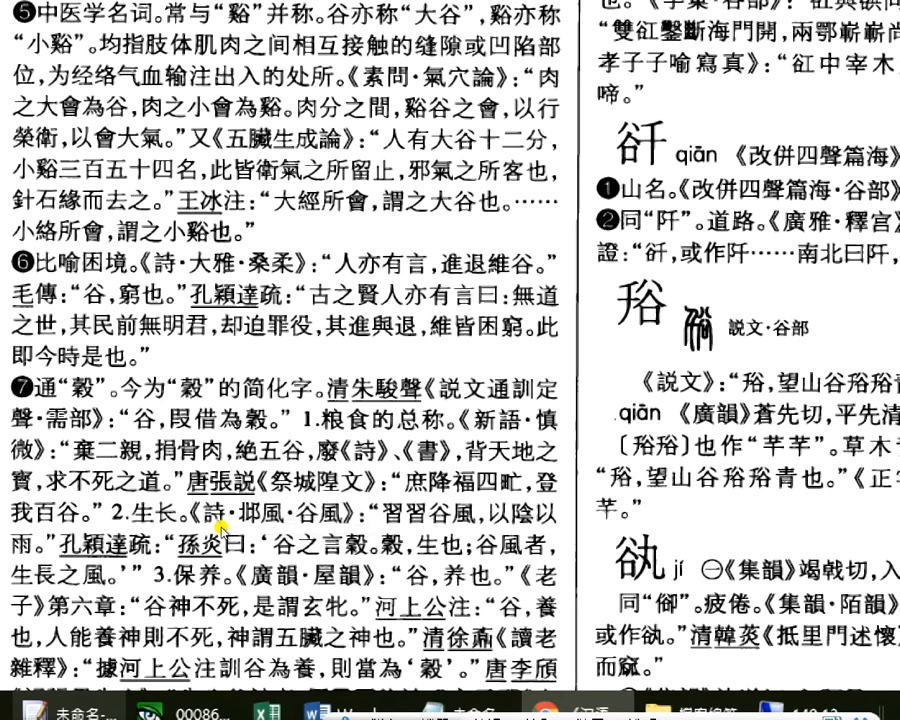 ❺中医学名词。常与“谿”并称。谷亦称“大谷”，谿亦称
“小谿”。均指肢体肌肉之间相互接触的缝隙或凹陷部
位，为经络气血输注出入的处所。《素問·氣穴論》：“肉
之大會為谷，肉之小會為谿。肉分之間，谿谷之會，以行
榮衛，以會大氣。”又《五臟生成論》：“人有大谷十二分，
小谿三百五十四名，此皆衛氣之所留止，邪氣之所客也，
針石緣而去之。”王冰注：“大經所會，謂之大谷也。……
小絡所會，謂之小谿也。”
❻比喻困境。《詩·大雅·桑柔》：“人亦有言，進退維谷。”
毛傳：“谷，窮也。”孔穎達疏：“古之賢人亦有言曰：無道
之世，其民前無明君，却迫罪役，其進與退，維皆困窮。此
即今時是也。”
❼通“穀”。今为“穀”的简化字。清朱駿聲《説文通訓定
聲·需部》：“谷，叚借為穀。” 1.粮食的总称。《新語·慎
微》：“棄二親，捐骨肉，絶五谷，廢《詩》、《書》，背天地之
寶，求不死之道。”唐張説《祭城隍文》：“庶降福四甿，登
我百谷。” 2.生长。《詩·邶風·谷風》：“習習谷風，以陰以
雨。”孔穎達疏：“孫炎曰：‘谷之言穀。穀，生也；谷風者，
生長之風。’” 3.保养。《廣韻·屋韻》：“谷，养也。”《老
子》第六章：“谷神不死，是謂玄牝。”河上公注：“谷，養
也，人能養神則不死，神謂五臟之神也。”清徐鼒《讀老
雜釋》：“據河上公注訓谷為養，則當為‘穀’。”唐李頎
“雙谾鑿斷海門開，兩鄂嶄嶄尚
孝子子喻寫真》：“谾中宰木
啼。”
谸 qiān 《改併四聲篇海》
❶山名。《改併四聲篇海·谷部》
❷同“阡”。道路。《廣雅·釋宫》
證：“谸，或作阡……南北曰阡，
㟙 説文·谷部
《説文》：“㟙，望山谷㟙㟙青
qiān 《廣韻》蒼先切，平先清
〔㟙㟙〕也作“芊芊”。草木
“㟙，望山谷㟙㟙青也。”《正字
芊。”
谻 jí ㊀《集韻》竭戟切，入
同“御”。疲倦。《集韻·陌韻》
或作谻。”清韓菼《抵里門述懷》
而窳。”
未命名-...
00086...